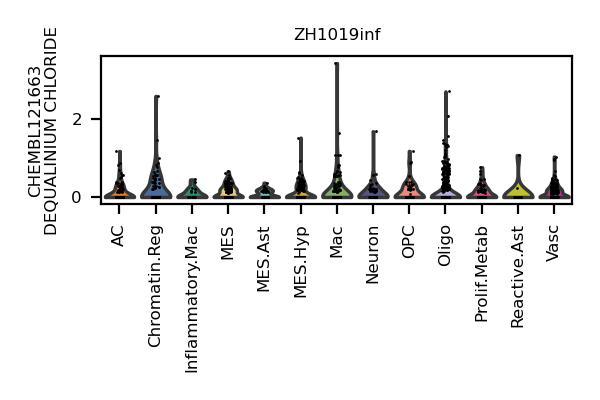 ZH1019inf
CHEMBL121663
DEQUALINIUM CHLORIDE
2
0
AC
Chromatin.Reg
Inflammatory.Mac
MES
MES.Ast
MES.Hyp
Mac
Neuron
OPC
Oligo
Prolif.Metab
Reactive.Ast
Vasc